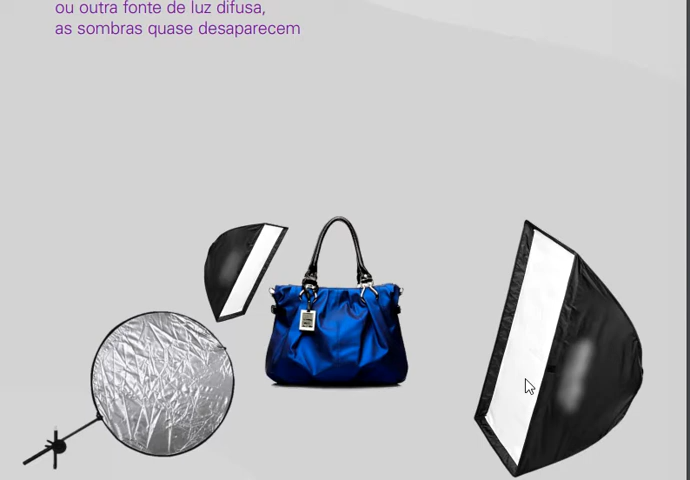 ou outra fonte de luz difusa,
as sombras quase desaparecem